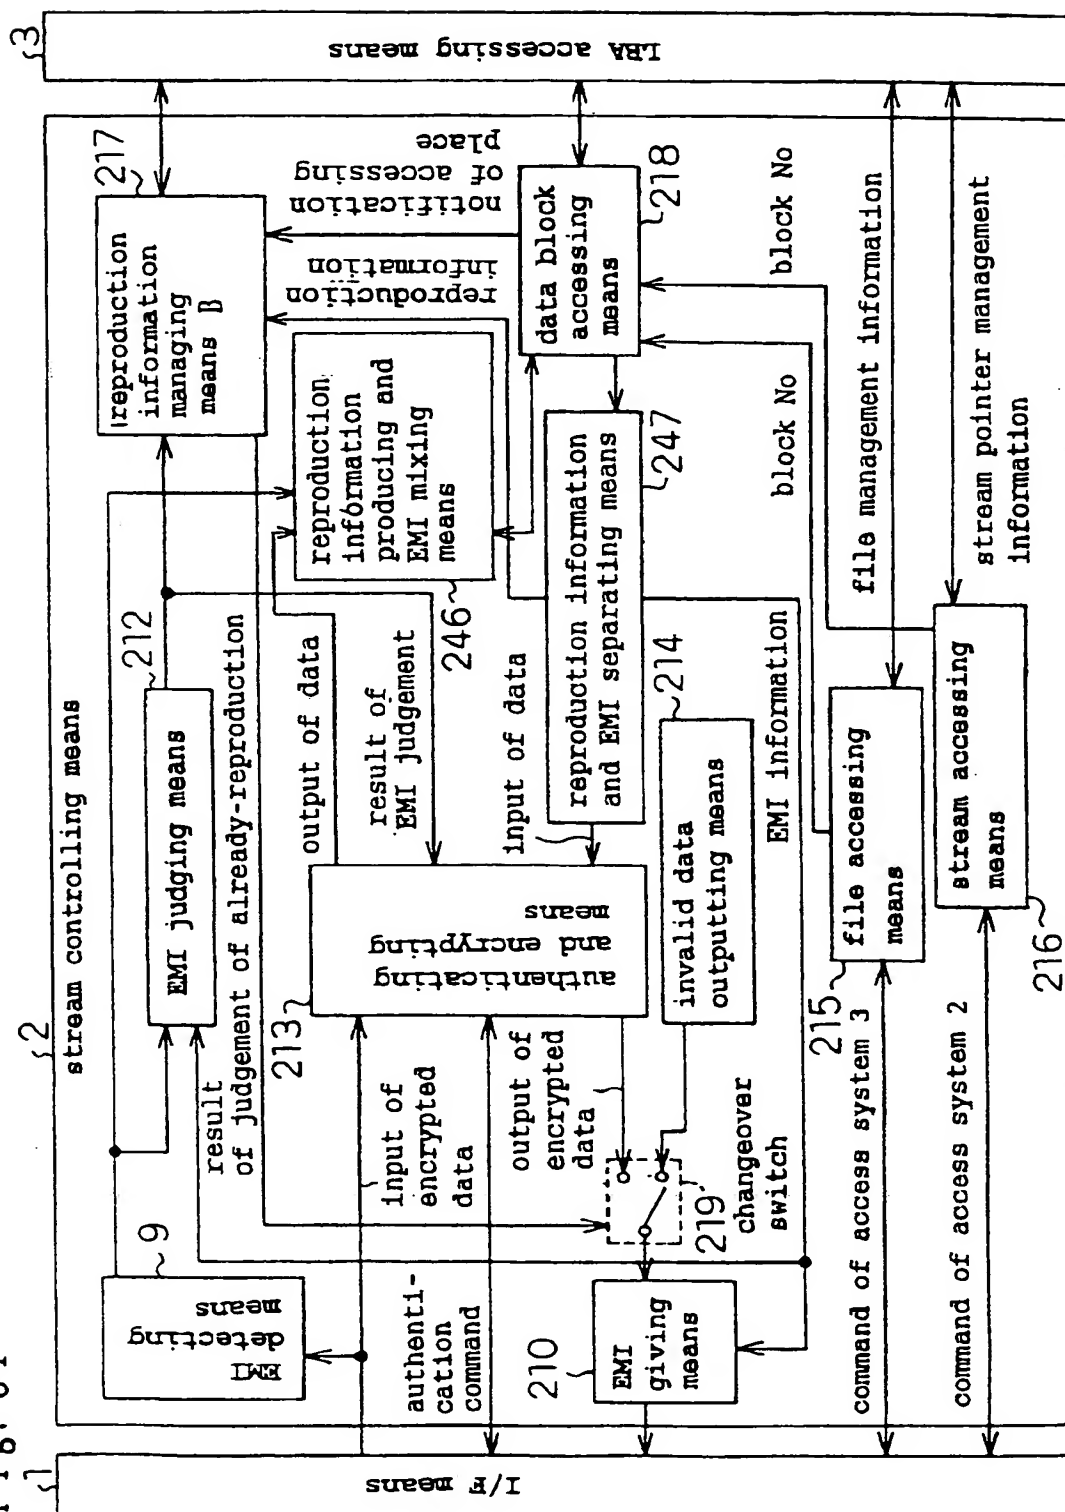 1
I/F means
2
stream controlling means
3
LBA accessing means
9
EMI
detecting
means
212
EMI judging means
217
reproduction
information
managing
means B
result
of judgement of already-reproduction
213
authenticating
and encrypting
means
input of
encrypted
data
authenti-
cation
command
output of data
result of
EMI judgement
246
reproduction
information
producing and
EMI mixing
means
reproduction
information
notification
of accessing
place
218
data block
accessing
means
247
reproduction information
and EMI separating means
input of data
output of
encrypted
data
214
invalid data
outputting means
219
changeover
switch
210
EMI
giving
means
EMI information
block No
block No
215
file accessing
means
file management information
command of access system 3
216
stream accessing
means
stream pointer management
information
command of access system 2